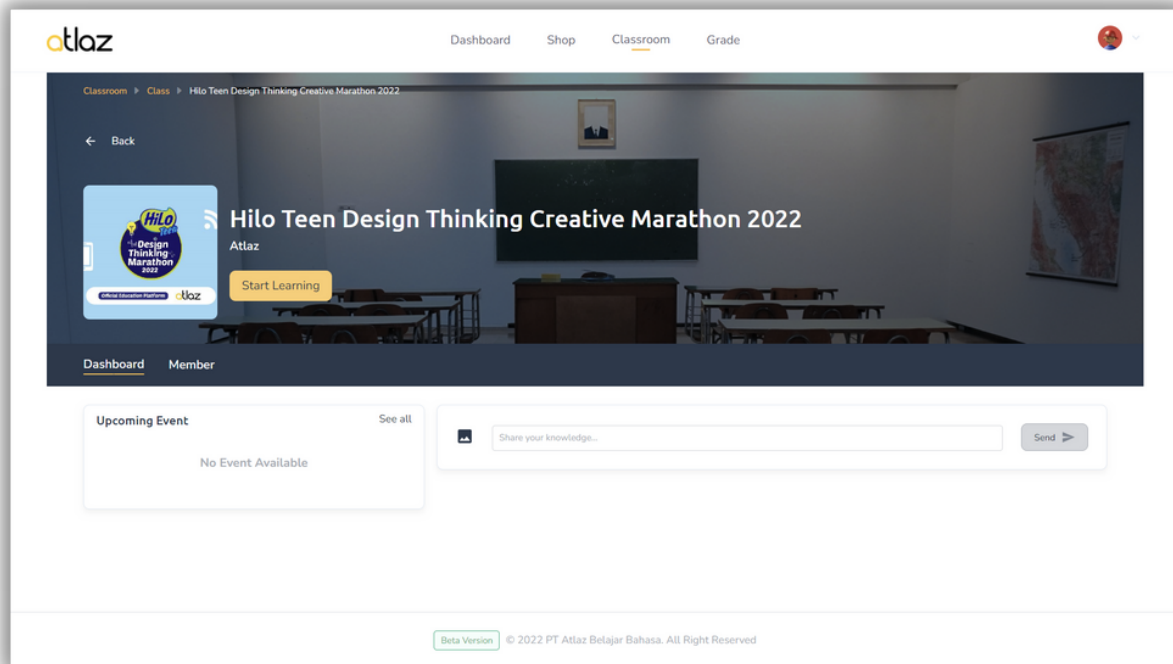 atlaz
Dashboard Shop Classroom Grade
Classroom Class Hilo Teen Design Thinking Creative Marathon 2022
Back
HiLo
Teen
Design
Thinking
Marathon
2022
Official Education Platform atlaz
Hilo Teen Design Thinking Creative Marathon 2022
Atlaz
Start Learning
Dashboard Member
Upcoming Event See all
No Event Available
Share your knowledge...
Send
Beta Version © 2022 PT Atlaz Belajar Bahasa. All Right Reserved